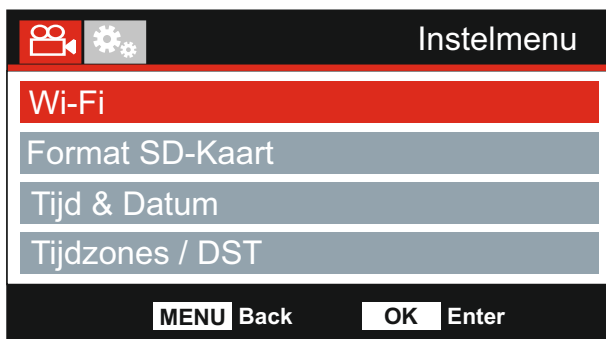 Instelmenu
Wi-Fi
Format SD-Kaart
Tijd & Datum
Tijdzones / DST
MENU Back OK Enter